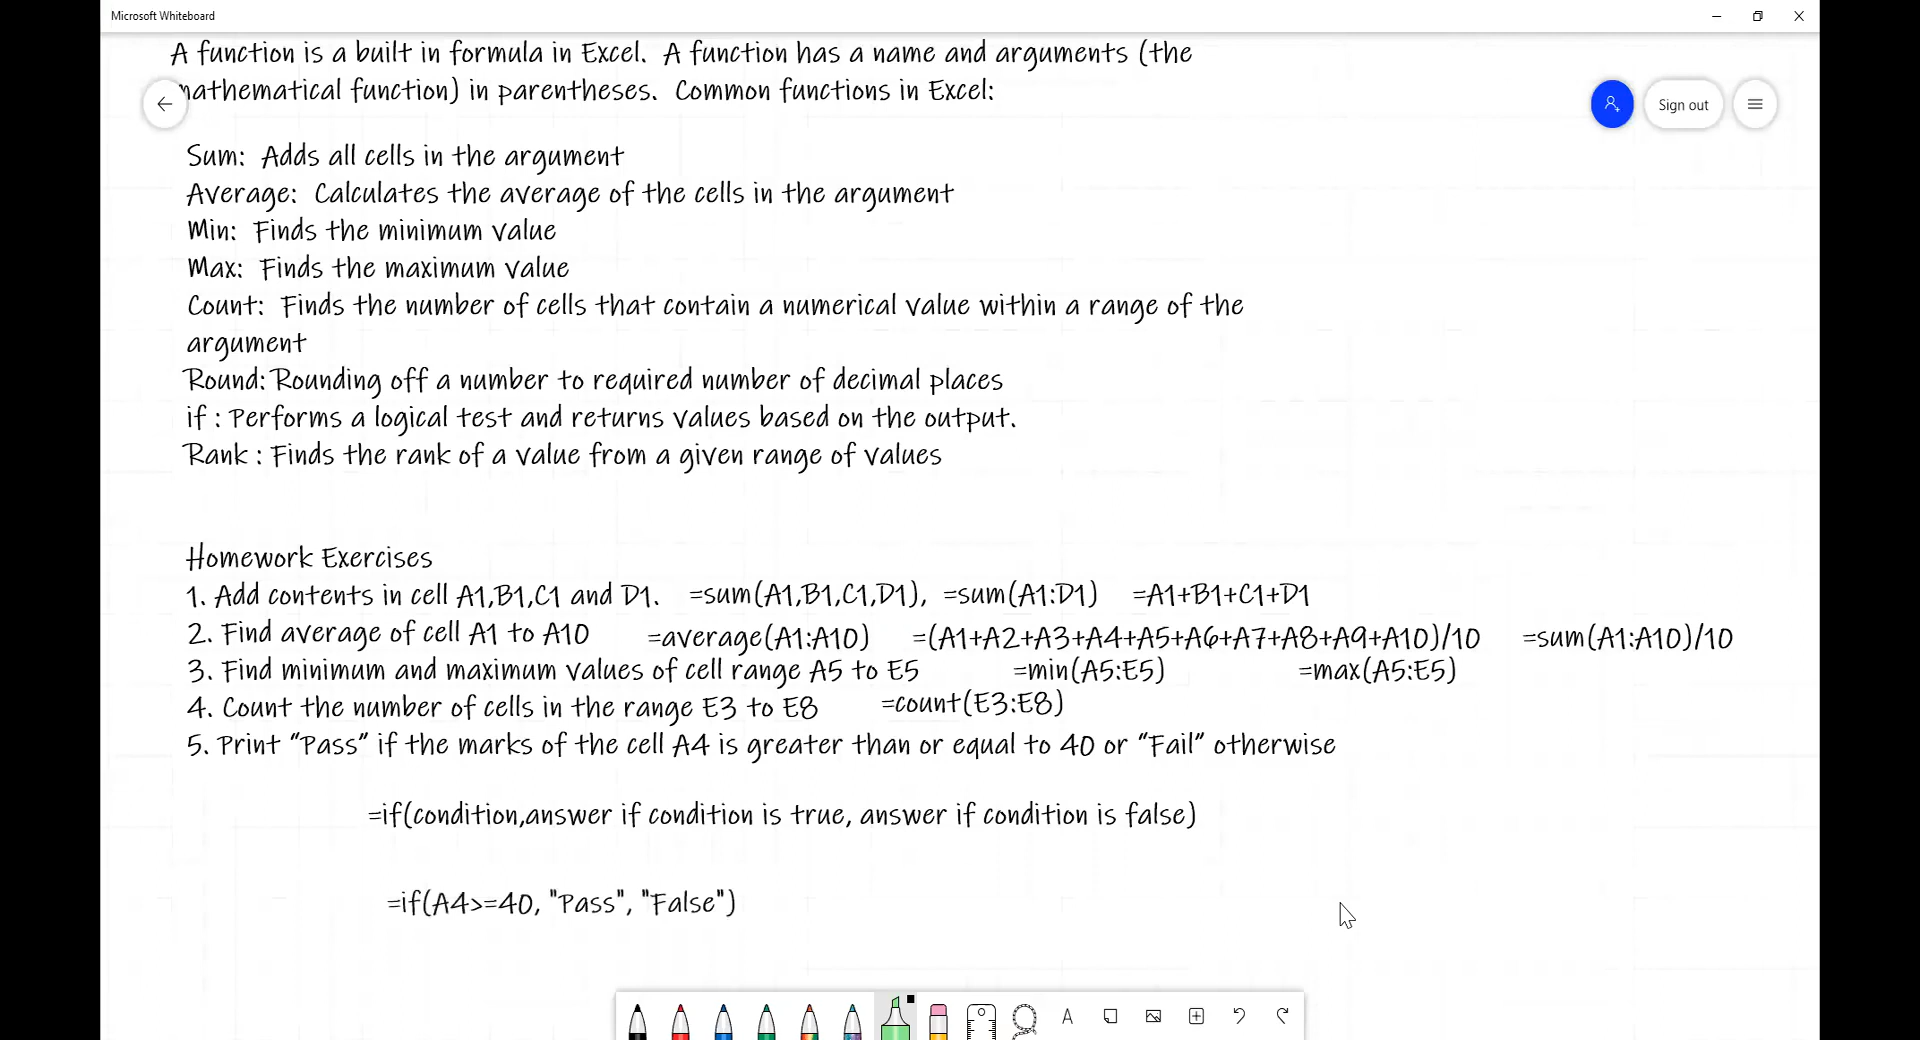 Microsoft Whiteboard
A function is a built in formula in Excel. A function has a name and arguments (the
mathematical function) in parentheses. Common functions in Excel:
Sign out
Sum: Adds all cells in the argument
Average: Calculates the average of the cells in the argument
Min: Finds the minimum value
Max: Finds the maximum value
Count: Finds the number of cells that contain a numerical value within a range of the
argument
Round: Rounding off a number to required number of decimal places
if : Performs a logical test and returns values based on the output.
Rank : Finds the rank of a value from a given range of values
Homework Exercises
1. Add contents in cell A1,B1,C1 and D1. =sum(A1,B1,C1,D1), =sum(A1:D1) =A1+B1+C1+D1
2. Find average of cell A1 to A10 =average(A1:A10) =(A1+A2+A3+A4+A5+A6+A7+A8+A9+A10)/10 =sum(A1:A10)/10
3. Find minimum and maximum values of cell range A5 to E5 =min(A5:E5) =max(A5:E5)
4. Count the number of cells in the range E3 to E8 =count(E3:E8)
5. Print “Pass” if the marks of the cell A4 is greater than or equal to 40 or “Fail” otherwise
=if(condition,answer if condition is true, answer if condition is false)
=if(A4>=40, "Pass", "False")
A